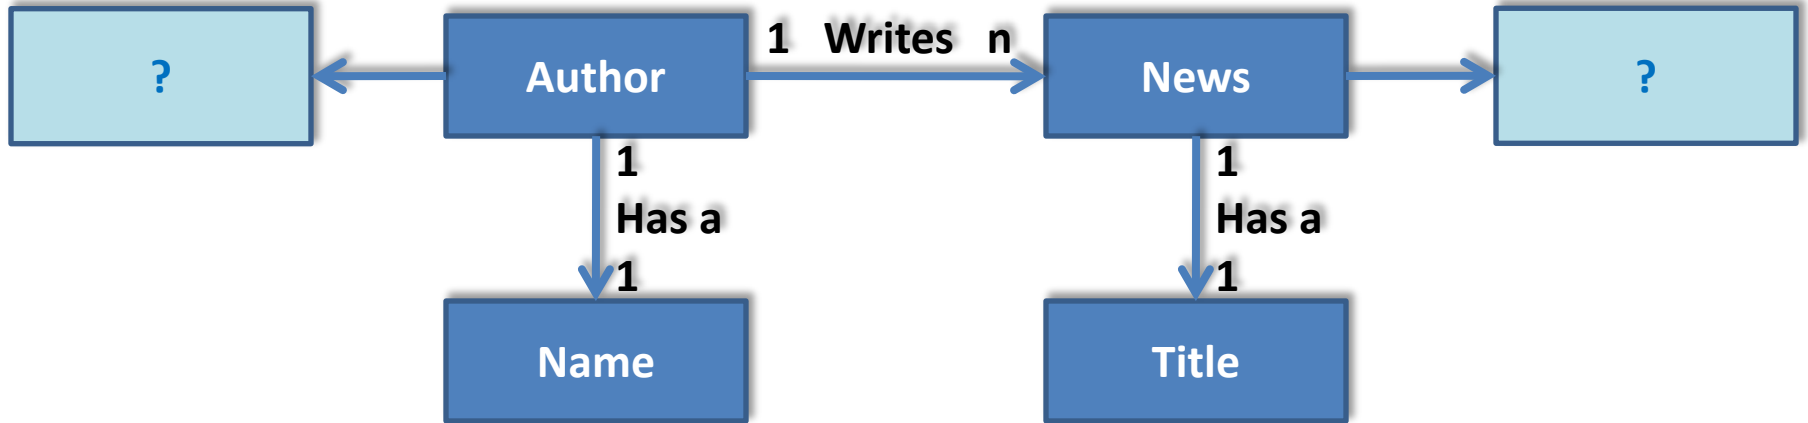 1 Writes n
? Author News ?
1 1
Has a Has a
1 1
Name Title